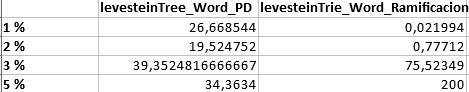 levesteinTree_Word_PD levesteinTrie_Word_Ramificacion
1 % 26,668544 0,021994
2 % 19,524752 0,77712
3 % 39,3524816666667 75,52349
5 % 34,3634 200